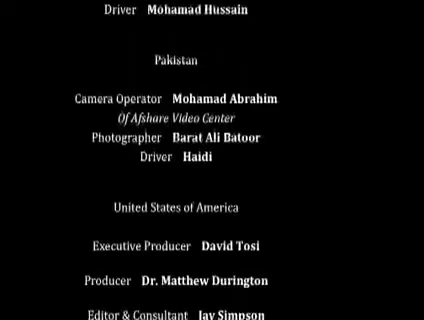 Driver Mohamad Hussain
Pakistan
Camera Operator Mohamad Abrahim
Of Afshare Video Center
Photographer Barat Ali Batoor
Driver Haidi
United States of America
Executive Producer David Tosi
Producer Dr. Matthew Durington
Editor & Consultant Jay Simpson